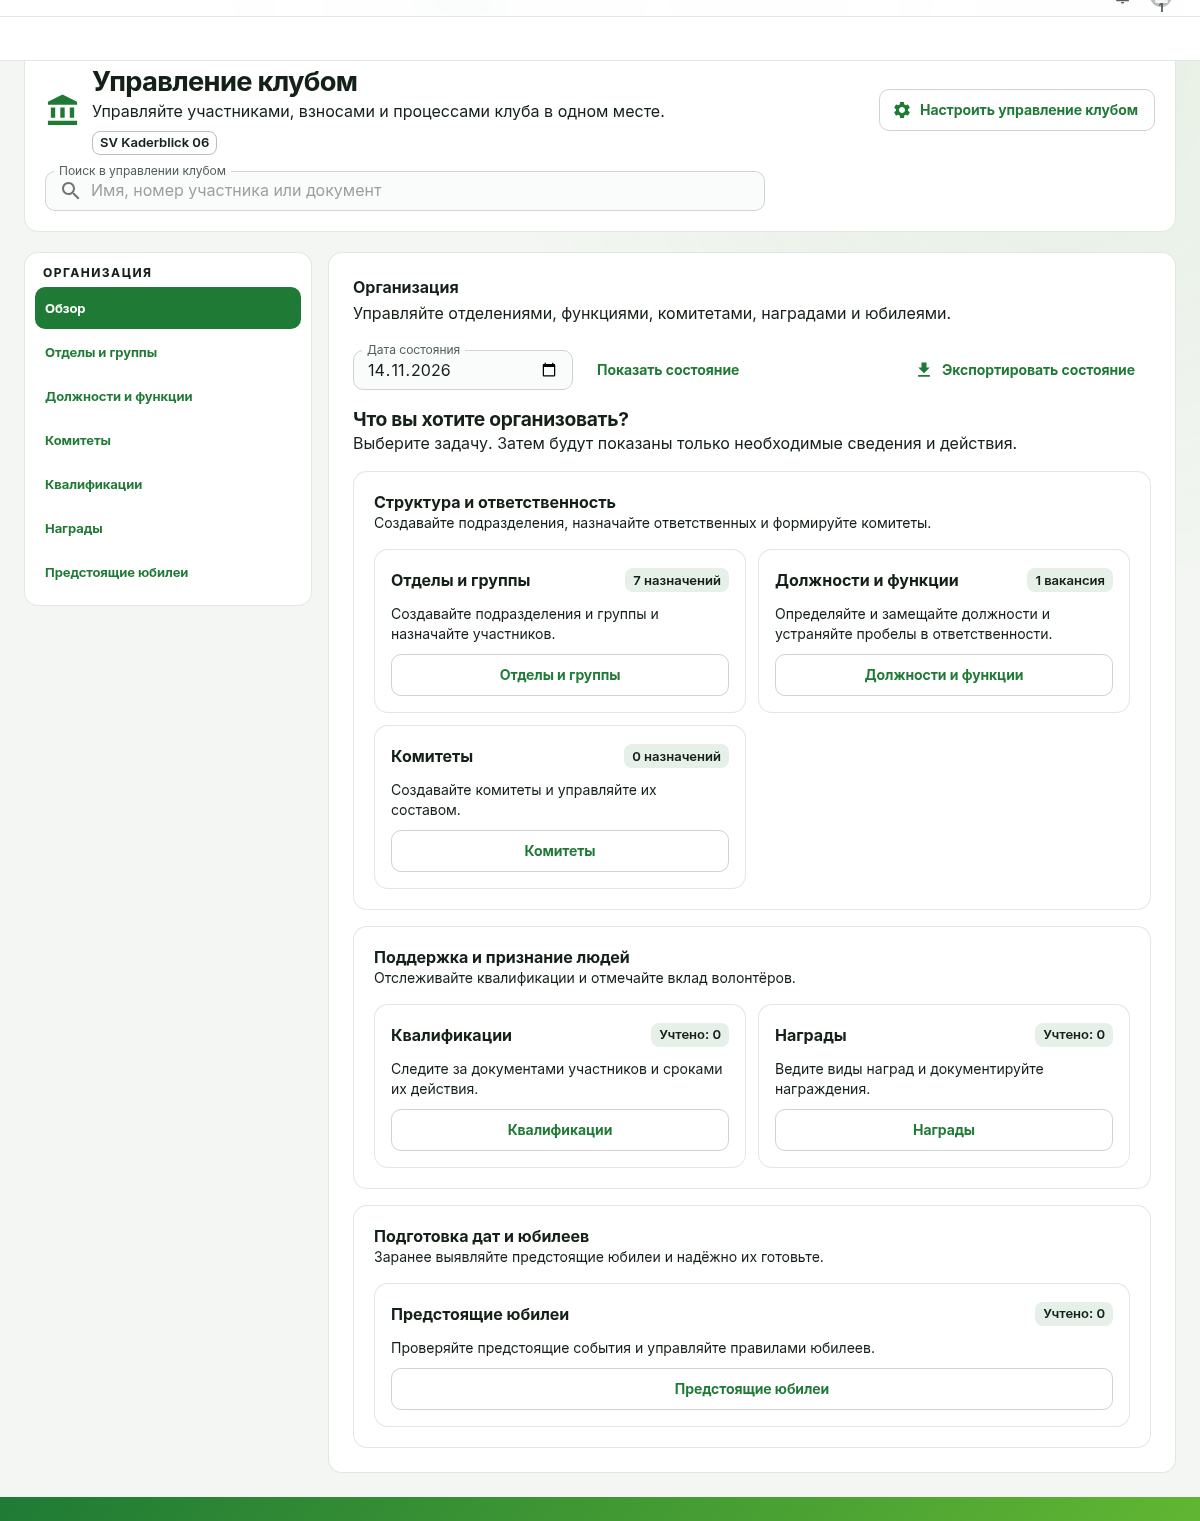 1
Управление клубом
Управляйте участниками, взносами и процессами клуба в одном месте.
SV Kaderblick 06
Настроить управление клубом
Поиск в управлении клубом
Имя, номер участника или документ
ОРГАНИЗАЦИЯ
Обзор
Отделы и группы
Должности и функции
Комитеты
Квалификации
Награды
Предстоящие юбилеи
Организация
Управляйте отделениями, функциями, комитетами, наградами и юбилеями.
Дата состояния
14.11.2026
Показать состояние
Экспортировать состояние
Что вы хотите организовать?
Выберите задачу. Затем будут показаны только необходимые сведения и действия.
Структура и ответственность
Создавайте подразделения, назначайте ответственных и формируйте комитеты.
Отделы и группы
7 назначений
Создавайте подразделения и группы и
назначайте участников.
Отделы и группы
Должности и функции
1 вакансия
Определяйте и замещайте должности и
устраняйте пробелы в ответственности.
Должности и функции
Комитеты
0 назначений
Создавайте комитеты и управляйте их
составом.
Комитеты
Поддержка и признание людей
Отслеживайте квалификации и отмечайте вклад волонтёров.
Квалификации
Учтено: 0
Следите за документами участников и сроками
их действия.
Квалификации
Награды
Учтено: 0
Ведите виды наград и документируйте
награждения.
Награды
Подготовка дат и юбилеев
Заранее выявляйте предстоящие юбилеи и надёжно их готовьте.
Предстоящие юбилеи
Учтено: 0
Проверяйте предстоящие события и управляйте правилами юбилеев.
Предстоящие юбилеи